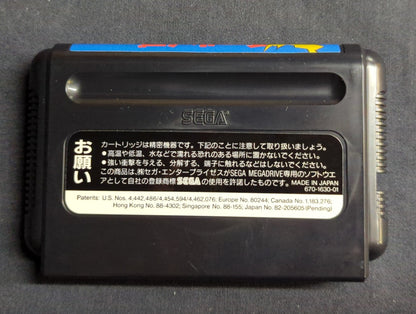 SEGA
お願い
カートリッジは精密機器です。下記のことに注意して取り扱いましょう。
●高温や低温、水などで濡れる恐れのある場所に置かないでください。
●強い衝撃を与える、分解する、端子に触れるなどはしないでください。
この商品は、㈱セガ・エンタープライゼスがSEGA MEGADRIVE専用のソフトウエ
アとして自社の登録商標SEGAの使用を許諾したものです。 MADE IN JAPAN
670-1630-01
Patents: U.S. Nos. 4,442,486/4,454,594/4,462,076; Europe No. 80244; Canada No. 1,183,276;
Hong Kong No. 88-4302; Singapore No. 88-155; Japan No. 82-205605 (Pending)